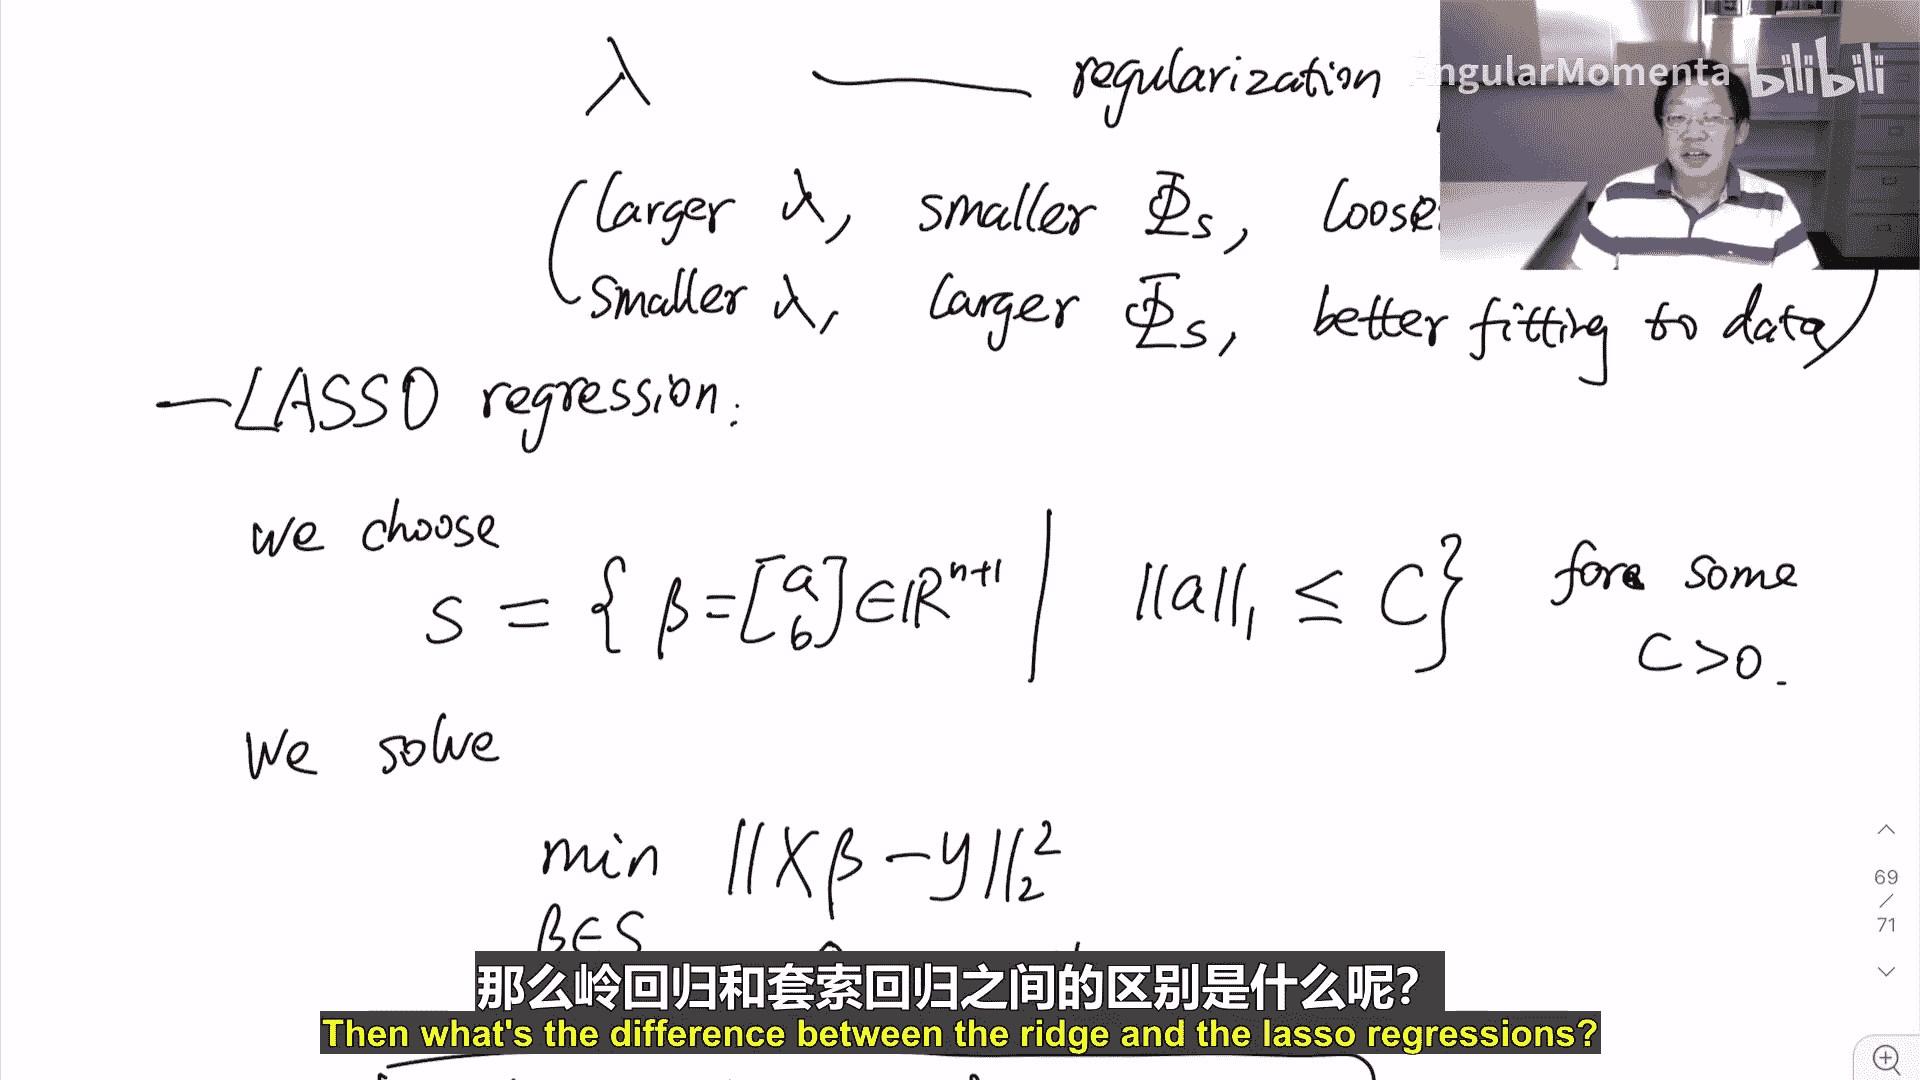 λ —— regularization
AngularMomenta bilibili
(larger λ, smaller Φs,
smaller λ, larger Φs, better fitting to data)
— LASSO regression:
we choose
S = { β = [a b] ∈ ℝⁿ⁺¹ | ||a||₁ ≤ C } for some
C > 0.
We solve
min ||Xβ − y||₂²
β∈S
69
/
71
那么岭回归和套索回归之间的区别是什么呢？
Then what's the difference between the ridge and the lasso regressions?